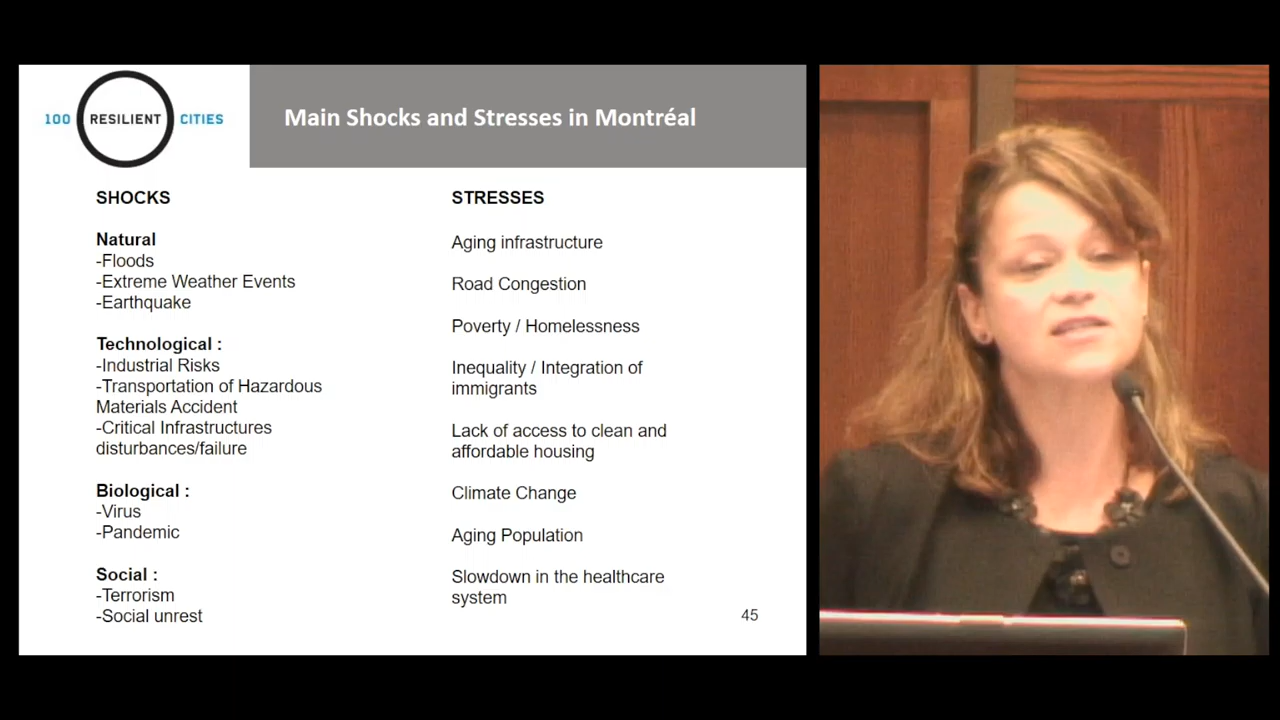 100 RESILIENT CITIES
Main Shocks and Stresses in Montréal
SHOCKS
Natural
-Floods
-Extreme Weather Events
-Earthquake
Technological :
-Industrial Risks
-Transportation of Hazardous
Materials Accident
-Critical Infrastructures
disturbances/failure
Biological :
-Virus
-Pandemic
Social :
-Terrorism
-Social unrest
STRESSES
Aging infrastructure
Road Congestion
Poverty / Homelessness
Inequality / Integration of
immigrants
Lack of access to clean and
affordable housing
Climate Change
Aging Population
Slowdown in the healthcare
system
45